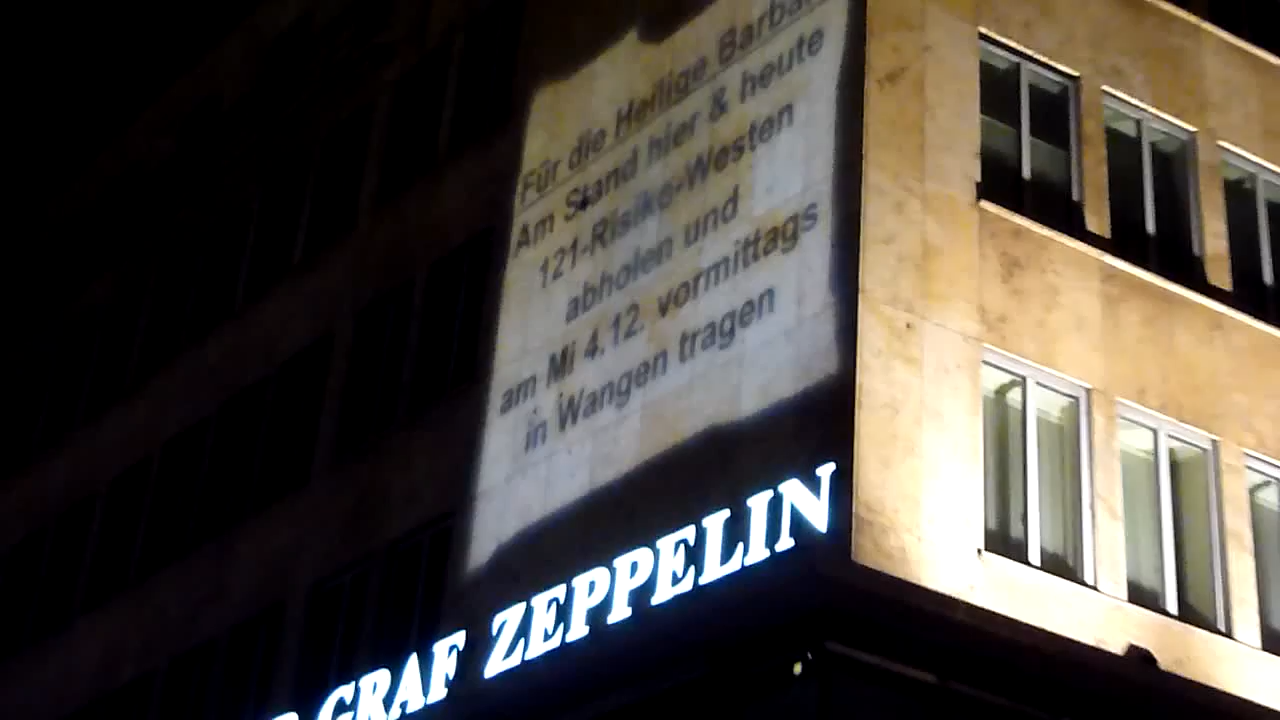 Für die Heilige Barbara
Am Stand hier & heute
121-Risiko-Westen
abholen und
am Mi 4.12. vormittags
in Wangen tragen
GRAF ZEPPELIN